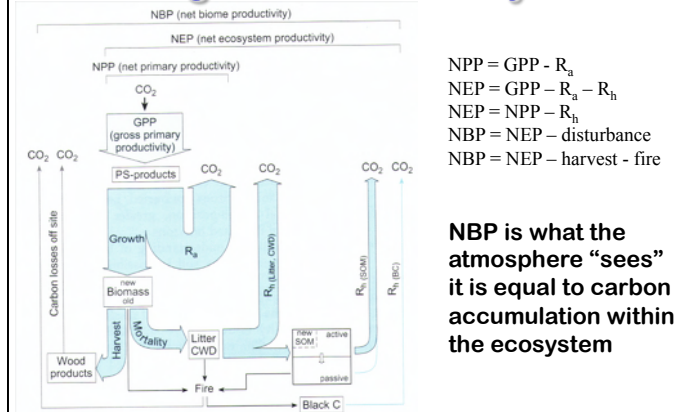 NBP (net biome productivity)
NEP (net ecosystem productivity)
NPP (net primary productivity)
CO₂
GPP
(gross primary
productivity)
CO₂ CO₂
PS-products
CO₂
CO₂
CO₂ CO₂
Growth
Rₐ
Carbon losses off site
Rₕ (Litter, CWD)
Rₕ (SOM)
Rₕ (BC)
new
Biomass
old
Harvest
Mortality
Litter
CWD
new
SOM
active
passive
Wood
products
Fire
Black C
NPP = GPP - Rₐ
NEP = GPP – Rₐ – Rₕ
NEP = NPP – Rₕ
NBP = NEP – disturbance
NBP = NEP – harvest - fire
NBP is what the
atmosphere “sees”
it is equal to carbon
accumulation within
the ecosystem